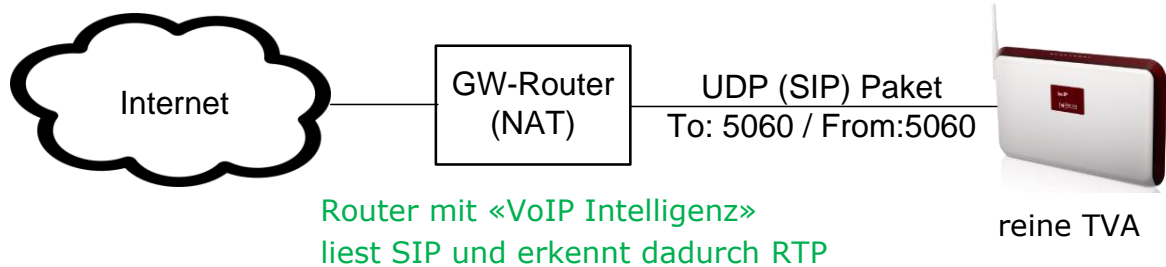 Internet
GW-Router
(NAT)
UDP (SIP) Paket
To: 5060 / From:5060
Router mit «VoIP Intelligenz»
liest SIP und erkennt dadurch RTP
reine TVA